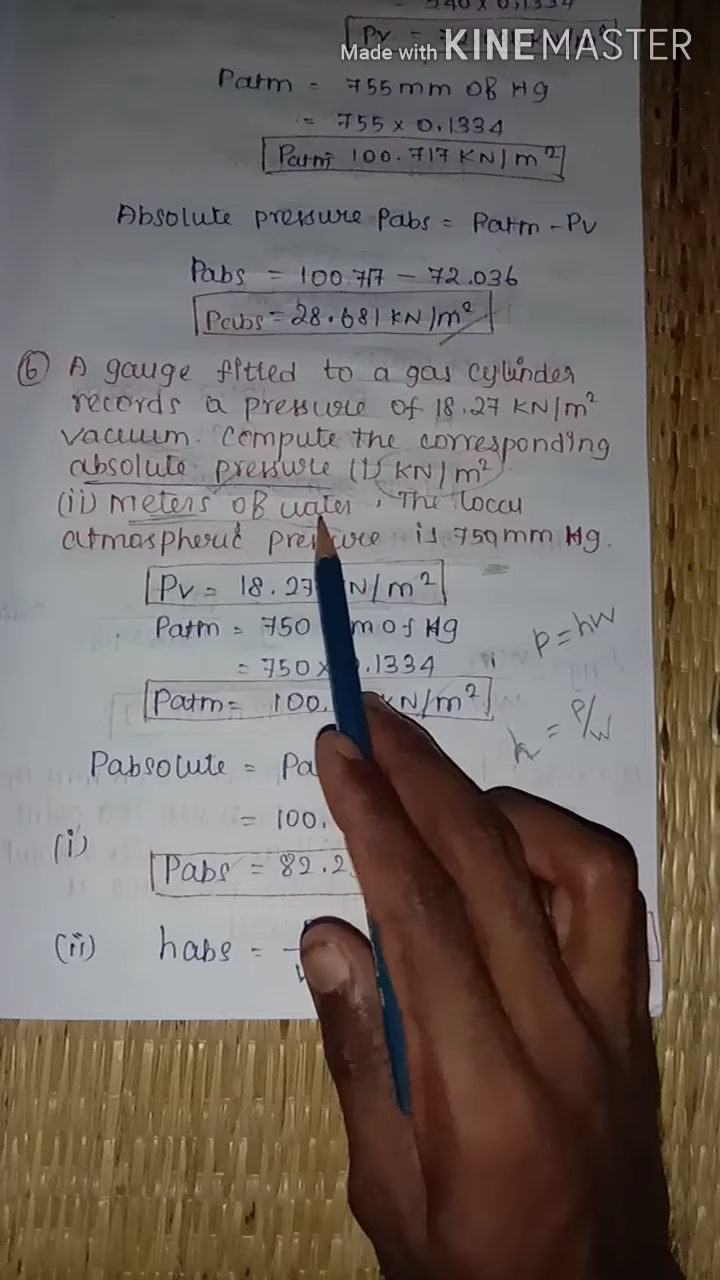 Made with KINEMASTER
Patm = 755mm OF Hg
= 755 x 0.1334
Patm = 100.717 KN/m²
Absolute pressure Pabs = Patm - Pv
Pabs = 100.717 - 72.036
Pabs = 28.681 KN/m²
(6) A gauge fitted to a gas cylinder
records a pressure of 18.27 KN/m²
vacuum. Compute the corresponding
absolute pressure (i) KN/m²
(ii) meters of water. The local
atmospheric pressure is 750mm Hg.
Pv = 18.27 N/m²
Patm = 750 m of Hg
= 750 x .1334
P = hw
Patm = 100. KN/m²
h = P/w
Pabsolute = Pa
= 100.
(i)
Pabs = 82.2
(ii) habs =